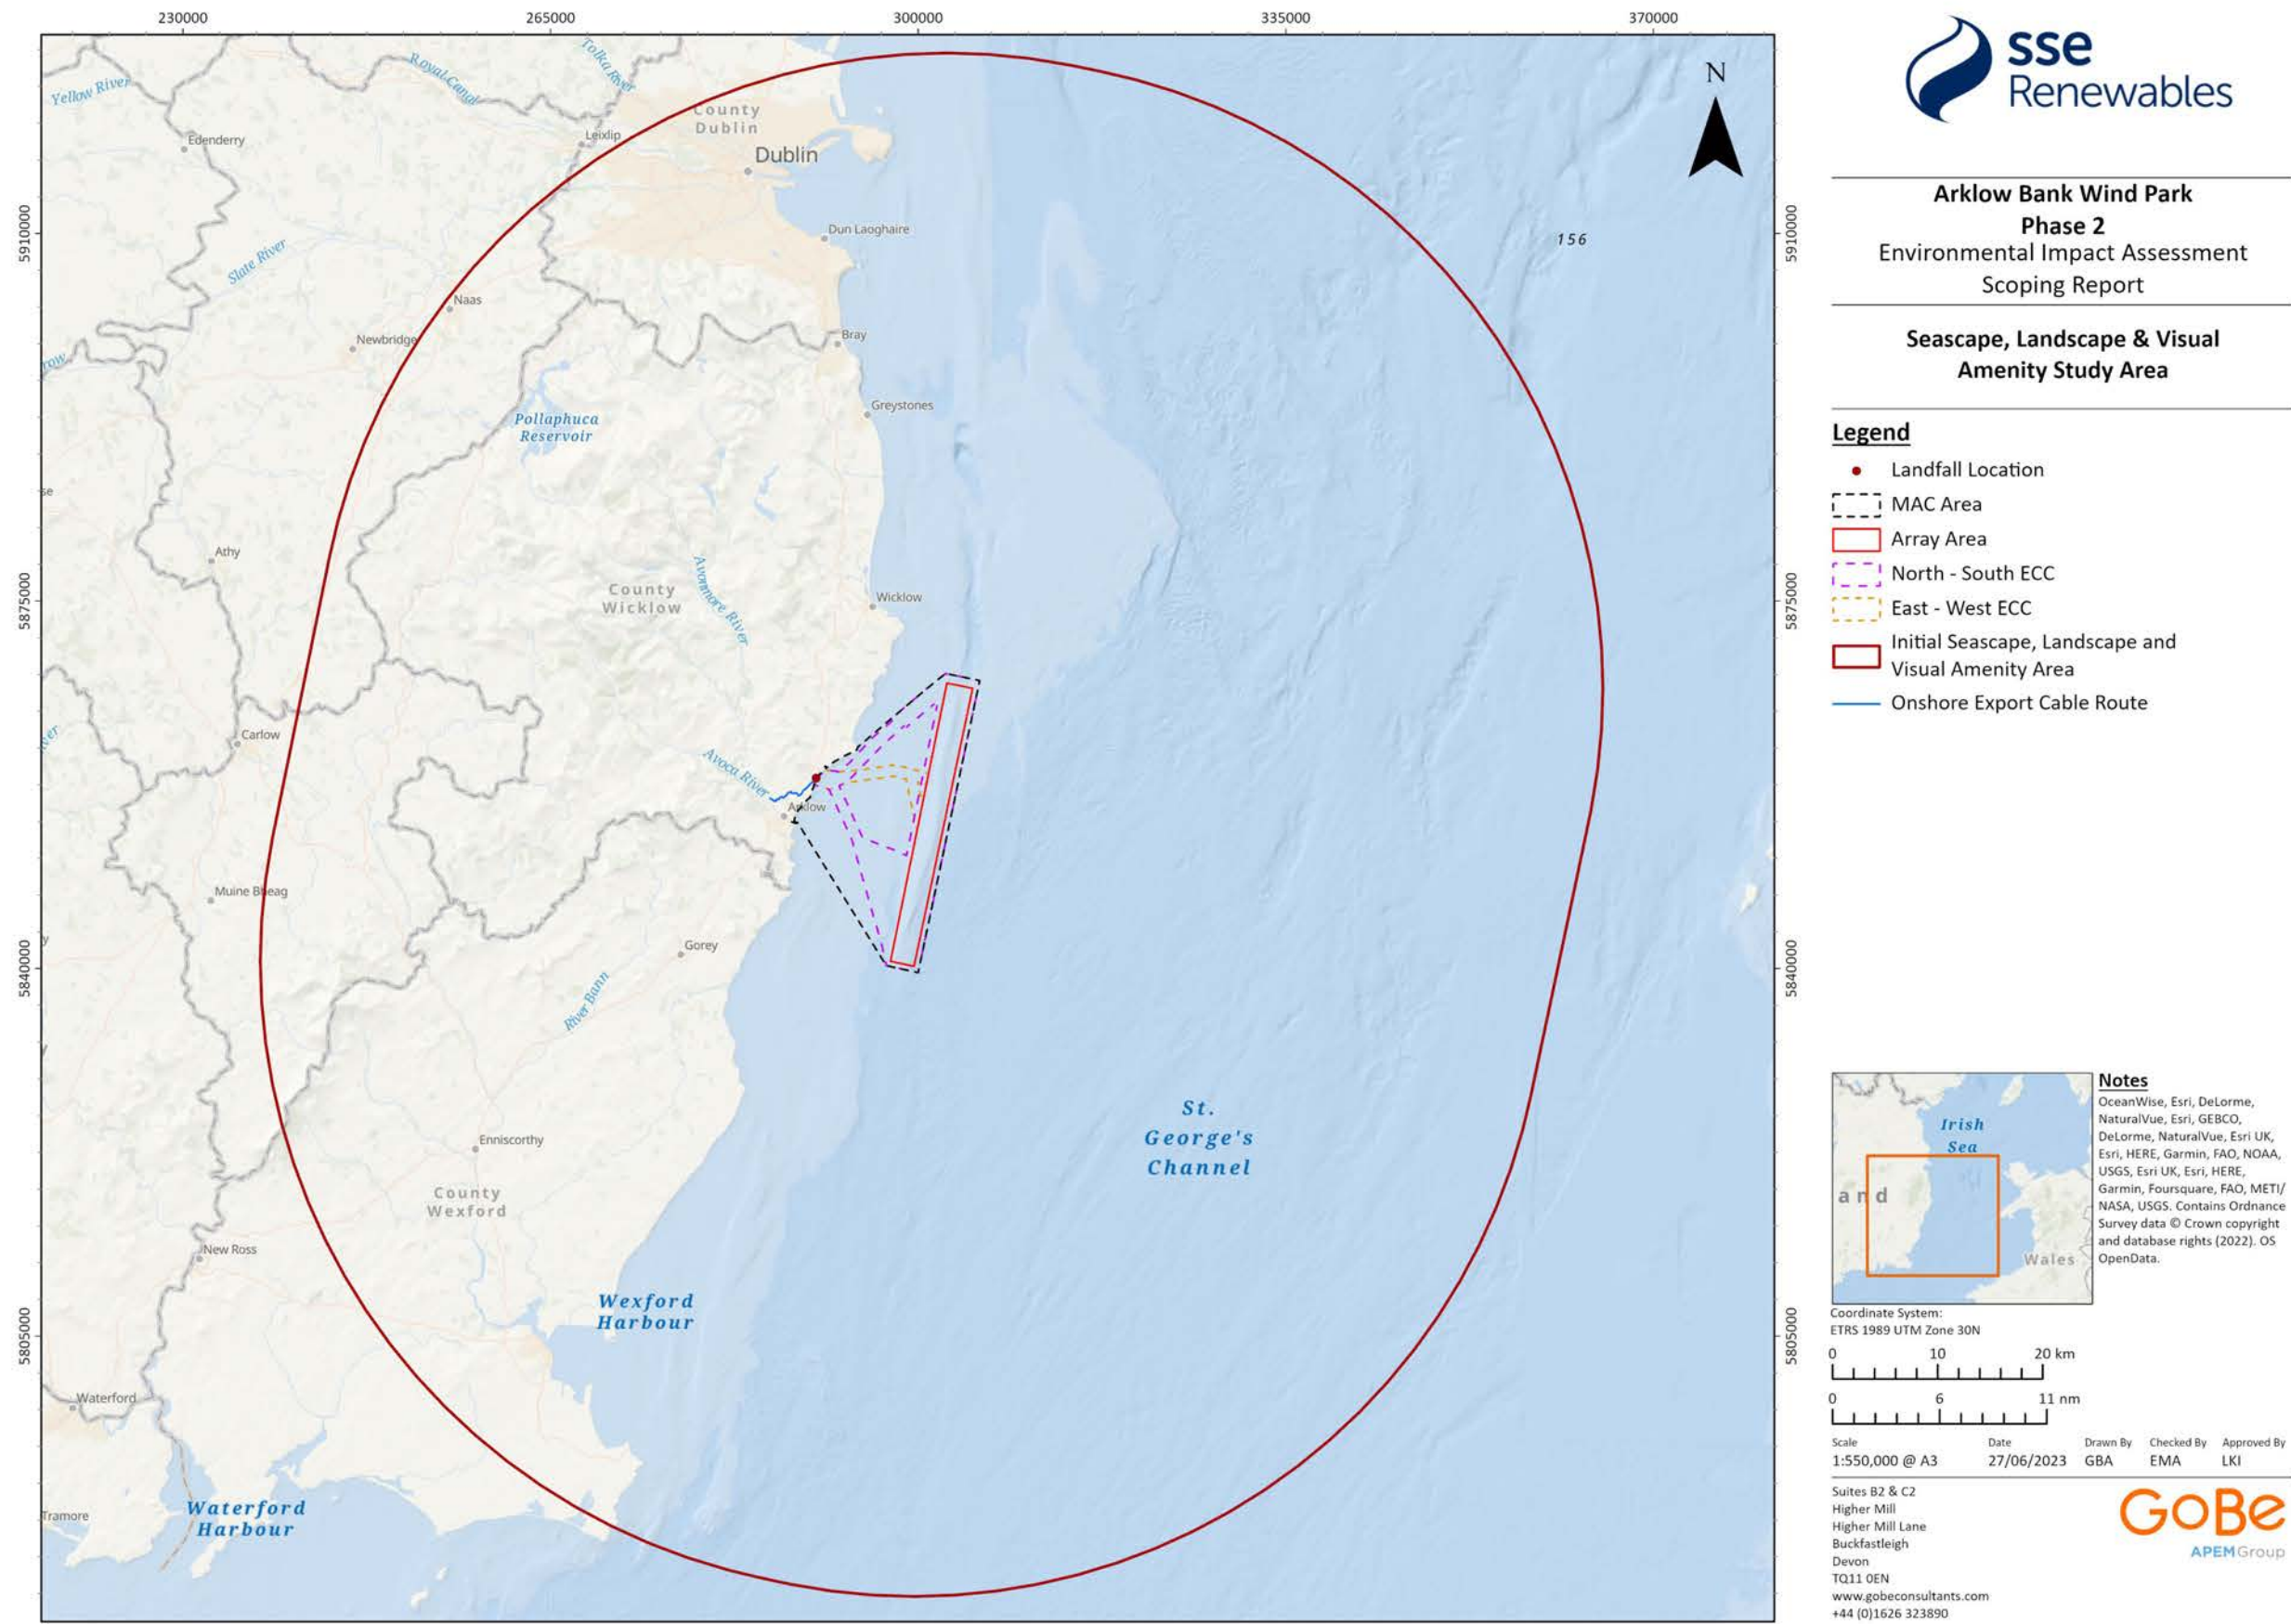 230000
265000
300000
335000
370000
Tolka River
Royal Canal
Yellow River
County
Dublin
Leixlip
Edenderry
Dublin
N
5910000
5910000
Dun Laoghaire
156
Slate River
Naas
Newbridge
Bray
row
Greystones
Pollaphuca
Reservoir
se
Athy
Avonmore River
County
Wicklow
Wicklow
5875000
5875000
Carlow
ver
Avoca River
Arklow
Muine Bheag
Gorey
y
5840000
5840000
River Bann
St.
George's
Channel
Enniscorthy
County
Wexford
New Ross
Wexford
Harbour
5805000
5805000
Waterford
Waterford
Harbour
Tramore
sse
Renewables
Arklow Bank Wind Park
Phase 2
Environmental Impact Assessment
Scoping Report
Seascape, Landscape & Visual
Amenity Study Area
Legend
Landfall Location
MAC Area
Array Area
North - South ECC
East - West ECC
Initial Seascape, Landscape and
Visual Amenity Area
Onshore Export Cable Route
Irish
Sea
and
Wales
Notes
OceanWise, Esri, DeLorme,
NaturalVue, Esri, GEBCO,
DeLorme, NaturalVue, Esri UK,
Esri, HERE, Garmin, FAO, NOAA,
USGS, Esri UK, Esri, HERE,
Garmin, Foursquare, FAO, METI/
NASA, USGS. Contains Ordnance
Survey data © Crown copyright
and database rights (2022). OS
OpenData.
Coordinate System:
ETRS 1989 UTM Zone 30N
0 10 20 km
0 6 11 nm
Scale Date Drawn By Checked By Approved By
1:550,000 @ A3 27/06/2023 GBA EMA LKI
Suites B2 & C2
Higher Mill
Higher Mill Lane
Buckfastleigh
Devon
TQ11 0EN
www.gobeconsultants.com
+44 (0)1626 323890
GoBe
APEMGroup